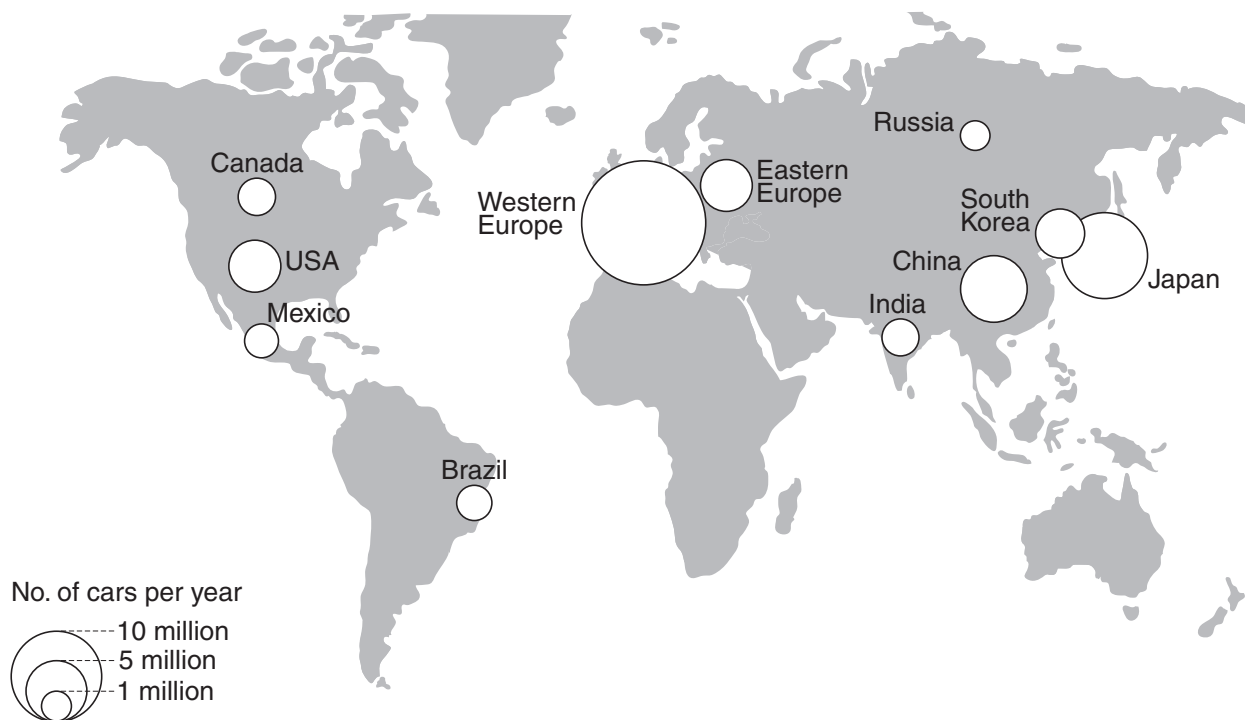 Russia
Canada
Eastern
Europe
Western
Europe
South
Korea
USA
China
Japan
India
Mexico
Brazil
No. of cars per year
10 million
5 million
1 million